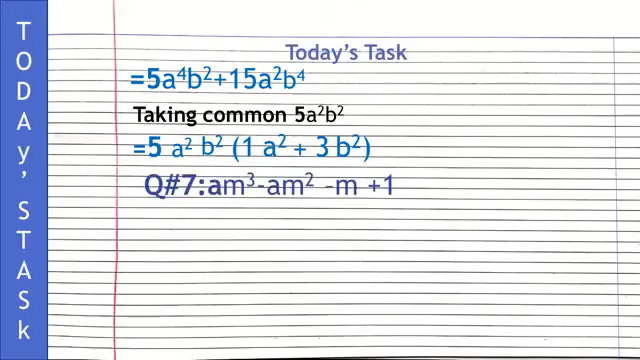 TODAy'STASk
Today's Task
=5a⁴b²+15a²b⁴
Taking common 5a²b²
=5 a² b² (1 a² + 3 b²)
Q#7:am³-am² -m +1